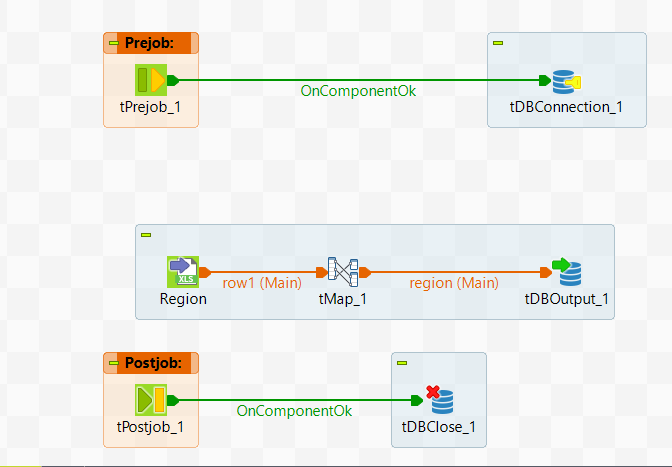 Prejob:
OnComponentOk
tPrejob_1
tDBConnection_1
XLS
row1 (Main)
region (Main)
Region
tMap_1
tDBOutput_1
Postjob:
OnComponentOk
tPostjob_1
tDBClose_1